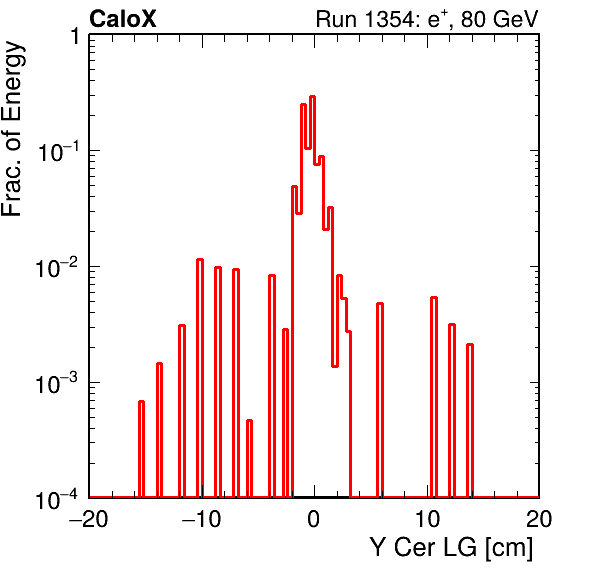 CaloX Run 1354: e⁺, 80 GeV
Frac. of Energy
1
10⁻¹
10⁻²
10⁻³
10⁻⁴
−20 −10 0 10 20
Y Cer LG [cm]